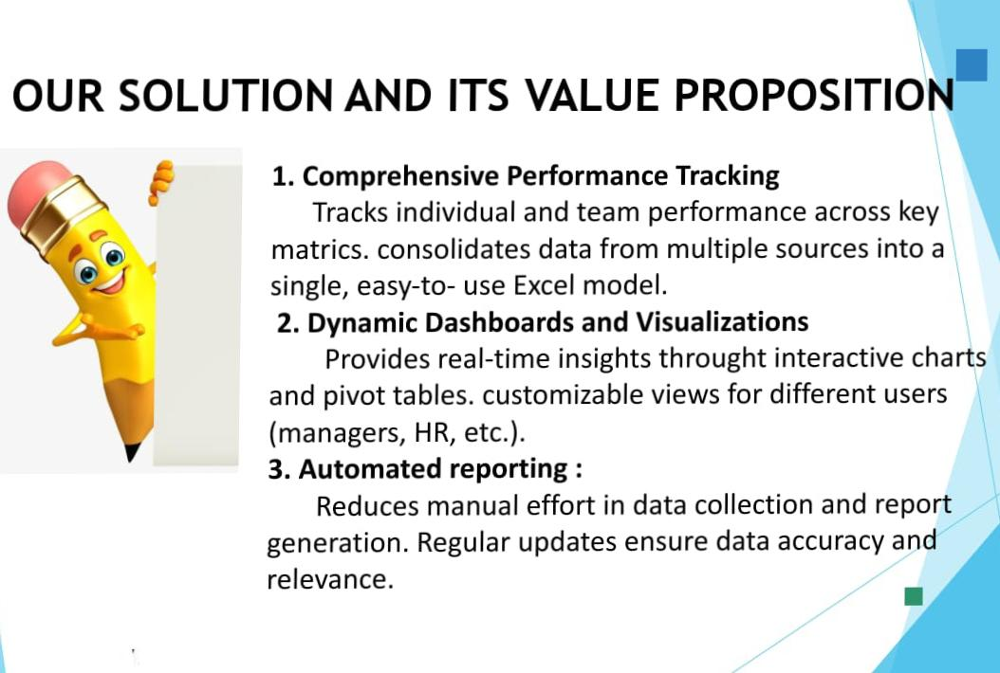 OUR SOLUTION AND ITS VALUE PROPOSITION
1. Comprehensive Performance Tracking
Tracks individual and team performance across key
matrics. consolidates data from multiple sources into a
single, easy-to- use Excel model.
2. Dynamic Dashboards and Visualizations
Provides real-time insights throught interactive charts
and pivot tables. customizable views for different users
(managers, HR, etc.).
3. Automated reporting :
Reduces manual effort in data collection and report
generation. Regular updates ensure data accuracy and
relevance.